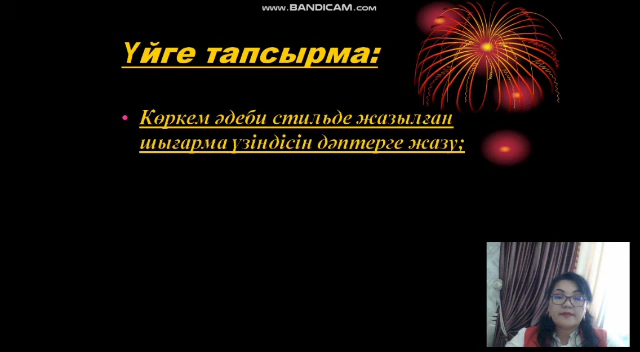 WWW.BANDICAM.COM
Үйге тапсырма:
• Көркем әдеби стильде жазылған
шығарма үзіндісін дәптерге жазу;